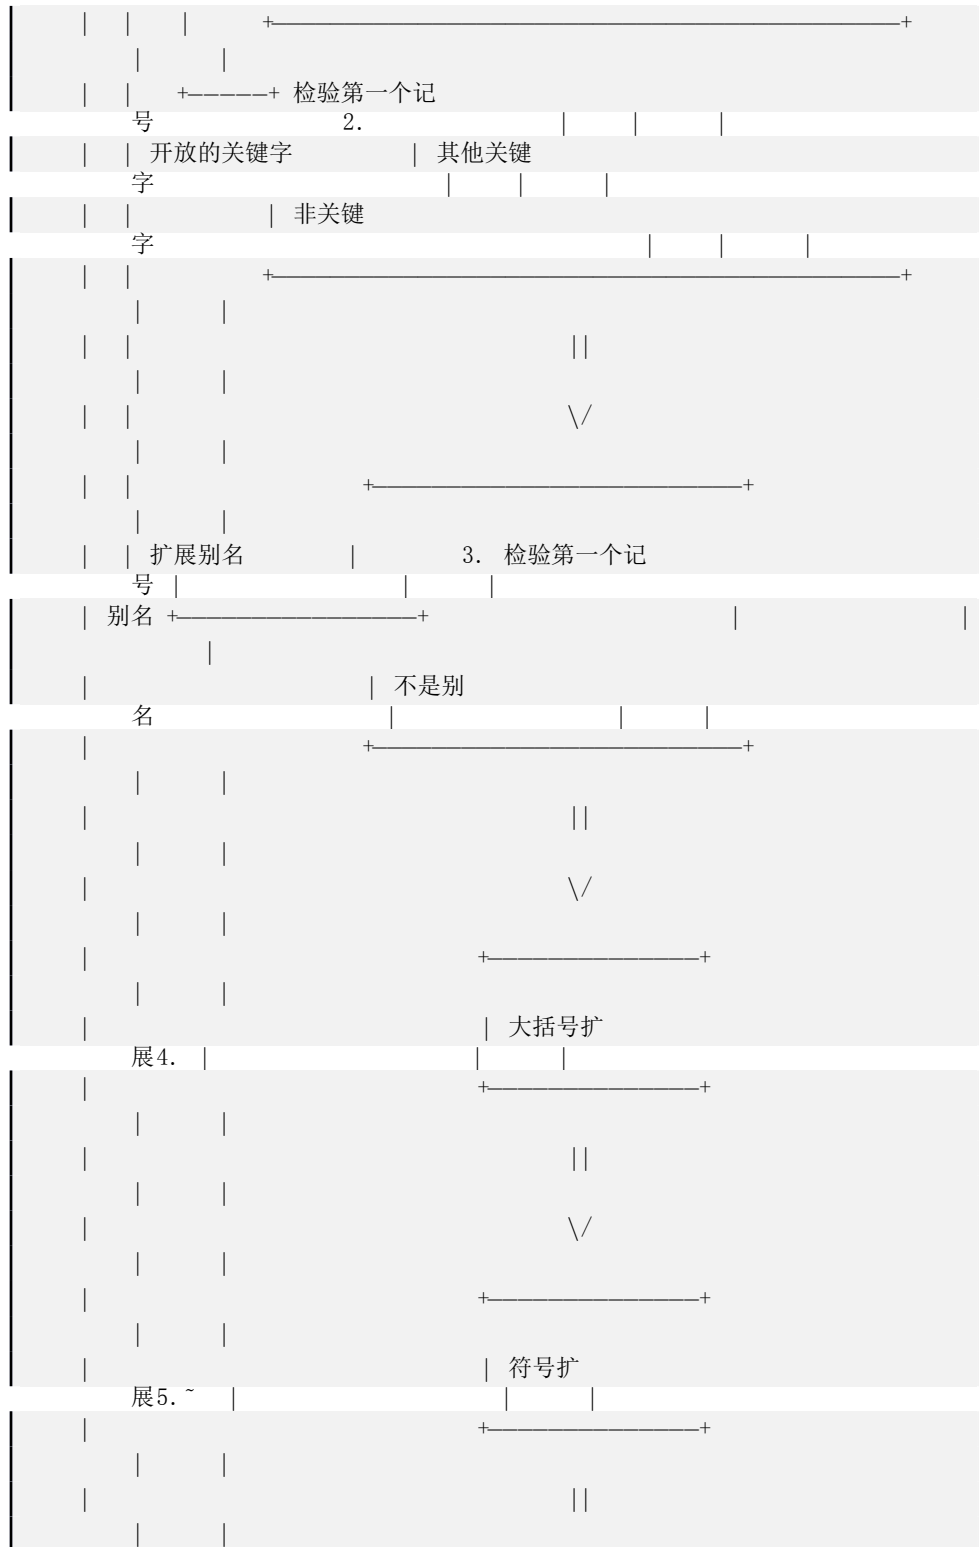 | | | +————————————————————+
| |
| | +—————+ 检验第一个记
号 2. | | |
| | 开放的关键字 | 其他关键
字 | | |
| | | 非关键
字 | | |
| | +————————————————————+
| |
| | ||
| |
| | \/
| |
| | +————————————————+
| |
| | 扩展别名 | 3. 检验第一个记
号 | | |
| 别名 +————————————+ | |
|
| | 不是别
名 | | |
| +————————————————+
| |
| ||
| |
| \/
| |
| +——————————————+
| |
| | 大括号扩
展4. | | |
| +——————————————+
| |
| ||
| |
| \/
| |
| +——————————————+
| |
| | 符号扩
展5.~ | | |
| +——————————————+
| |
| ||
| |